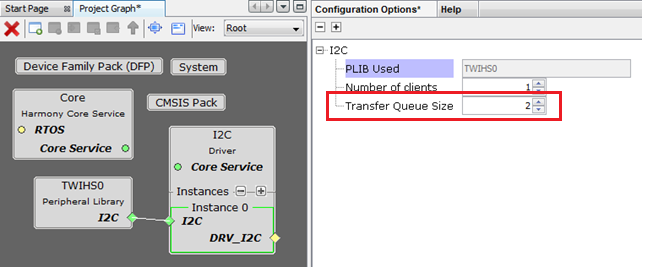 Start Page
Project Graph*
View:
Root
Device Family Pack (DFP)
System
Core
Harmony Core Service
RTOS
Core Service
CMSIS Pack
I2C
Driver
Core Service
Instances
Instance 0
I2C
DRV_I2C
TWIHS0
Peripheral Library
I2C
Configuration Options*
Help
I2C
PLIB Used
TWIHS0
Number of clients
1
Transfer Queue Size
2